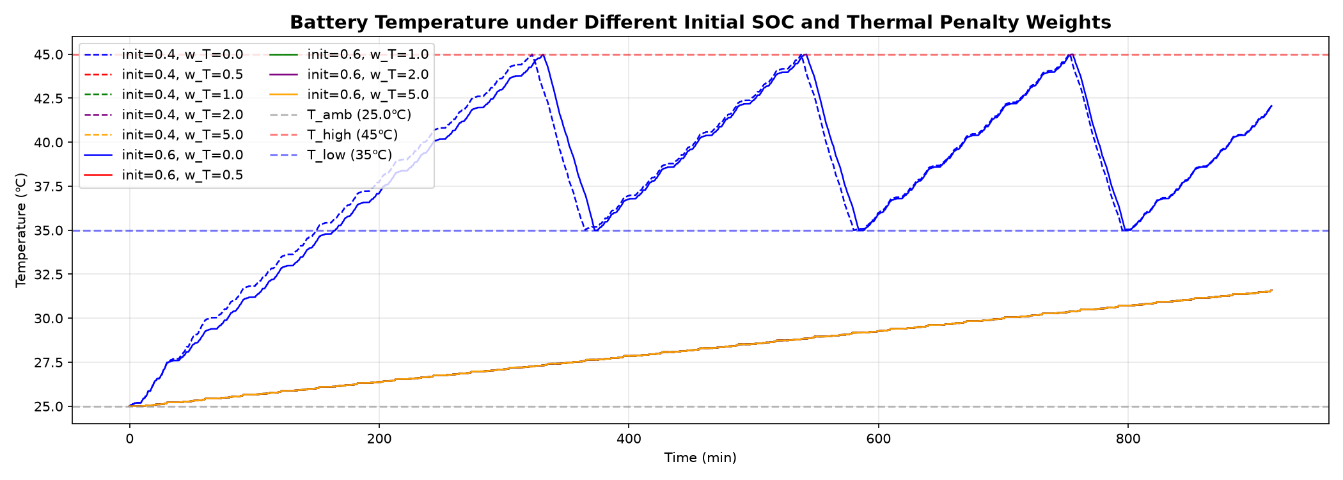 Battery Temperature under Different Initial SOC and Thermal Penalty Weights
Temperature (℃)
45.0
42.5
40.0
37.5
35.0
32.5
30.0
27.5
25.0
init=0.4, w_T=0.0
init=0.4, w_T=0.5
init=0.4, w_T=1.0
init=0.4, w_T=2.0
init=0.4, w_T=5.0
init=0.6, w_T=0.0
init=0.6, w_T=0.5
init=0.6, w_T=1.0
init=0.6, w_T=2.0
init=0.6, w_T=5.0
T_amb (25.0℃)
T_high (45℃)
T_low (35℃)
0 200 400 600 800
Time (min)